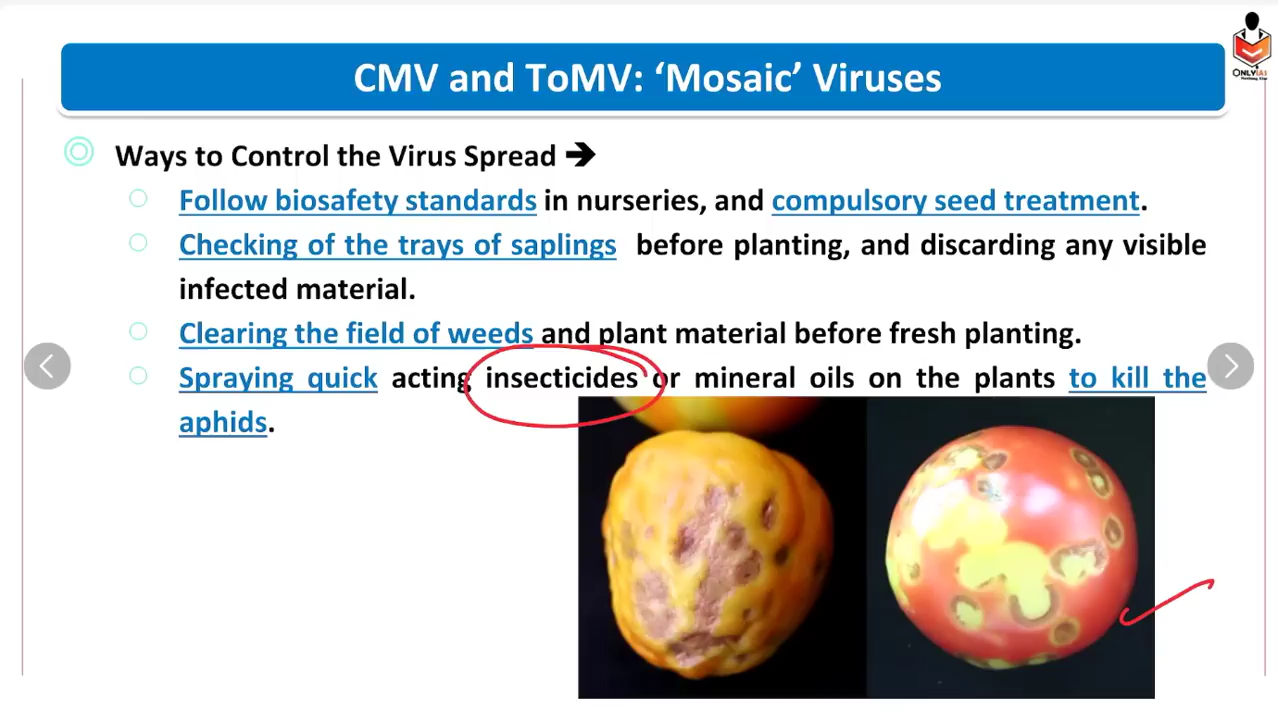 CMV and ToMV: ‘Mosaic’ Viruses
ONLYIAS
Ways to Control the Virus Spread ➔
Follow biosafety standards in nurseries, and compulsory seed treatment.
Checking of the trays of saplings before planting, and discarding any visible
infected material.
Clearing the field of weeds and plant material before fresh planting.
Spraying quick acting insecticides or mineral oils on the plants to kill the
aphids.